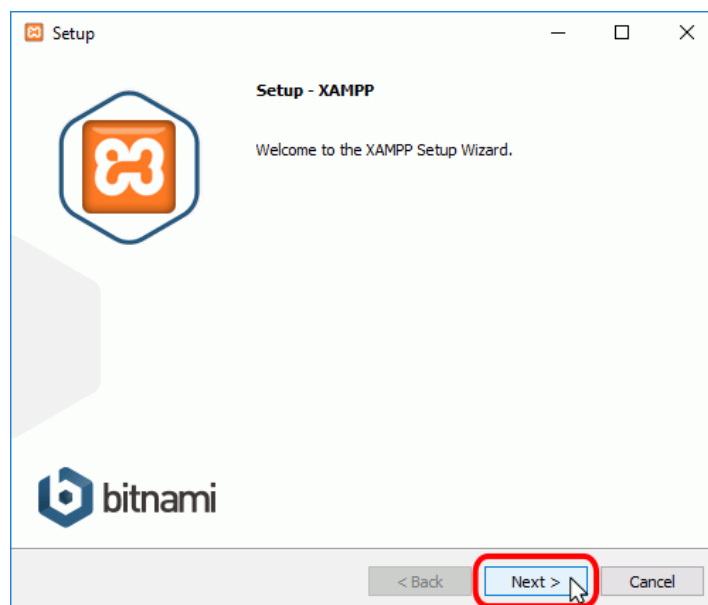 Setup
Setup - XAMPP
Welcome to the XAMPP Setup Wizard.
bitnami
< Back
Next >
Cancel